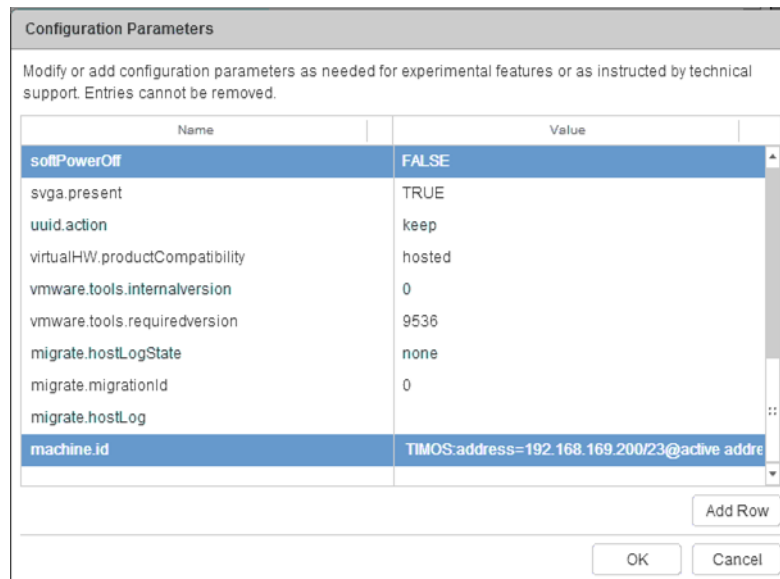 Configuration Parameters
Modify or add configuration parameters as needed for experimental features or as instructed by technical
support. Entries cannot be removed.
Name Value
softPowerOff FALSE
svga.present TRUE
uuid.action keep
virtualHW.productCompatibility hosted
vmware.tools.internalversion 0
vmware.tools.requiredversion 9536
migrate.hostLogState none
migrate.migrationId 0
migrate.hostLog
machine.id TIMOS:address=192.168.169.200/23@active addre
Add Row
OK Cancel